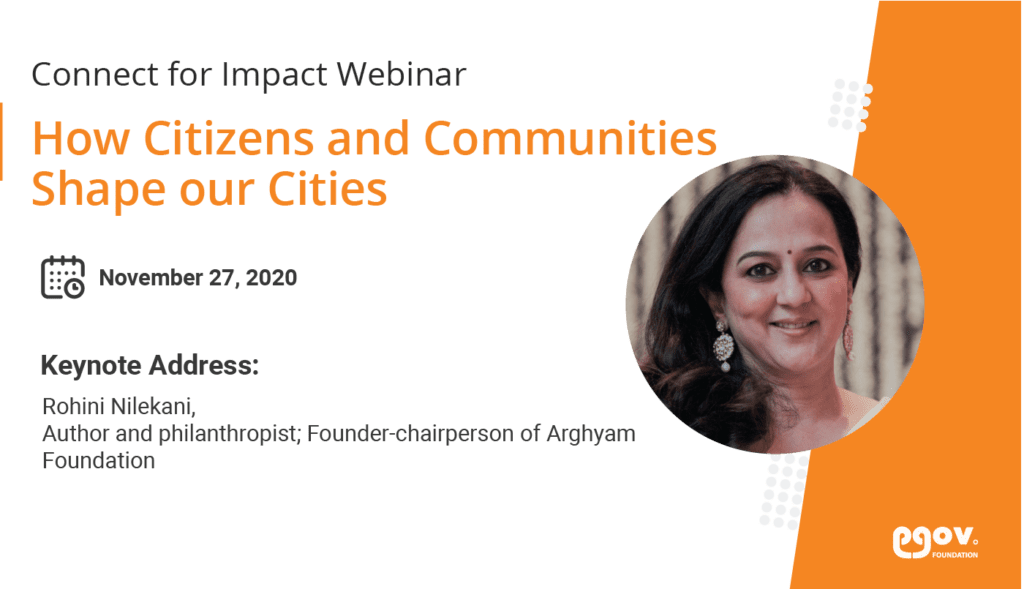 Connect for Impact Webinar
How Citizens and Communities
Shape our Cities
November 27, 2020
Keynote Address:
Rohini Nilekani,
Author and philanthropist; Founder-chairperson of Arghyam
Foundation
egov.
FOUNDATION